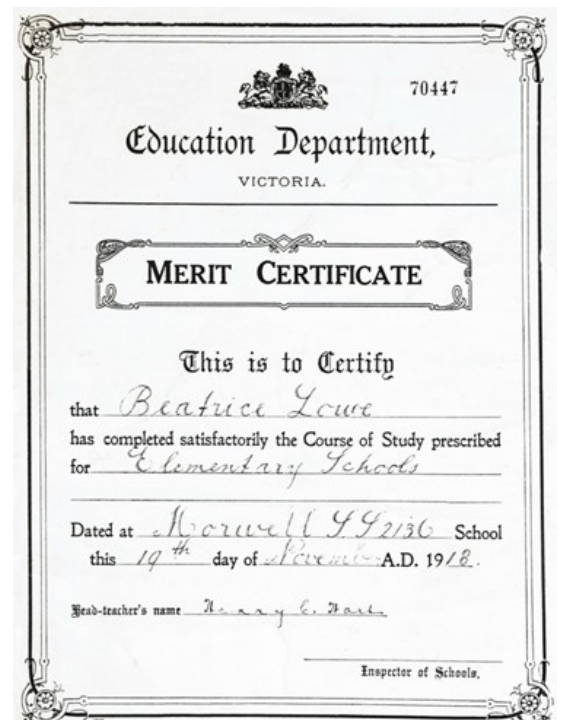 70447
Education Department,
VICTORIA.
MERIT CERTIFICATE
This is to Certify
that Beatrice Lowe
has completed satisfactorily the Course of Study prescribed
for Elementary Schools
Dated at Morwell SS 2136 School
this 19th day of November A.D. 1918.
Head-teacher's name Henry C.
Inspector of Schools.